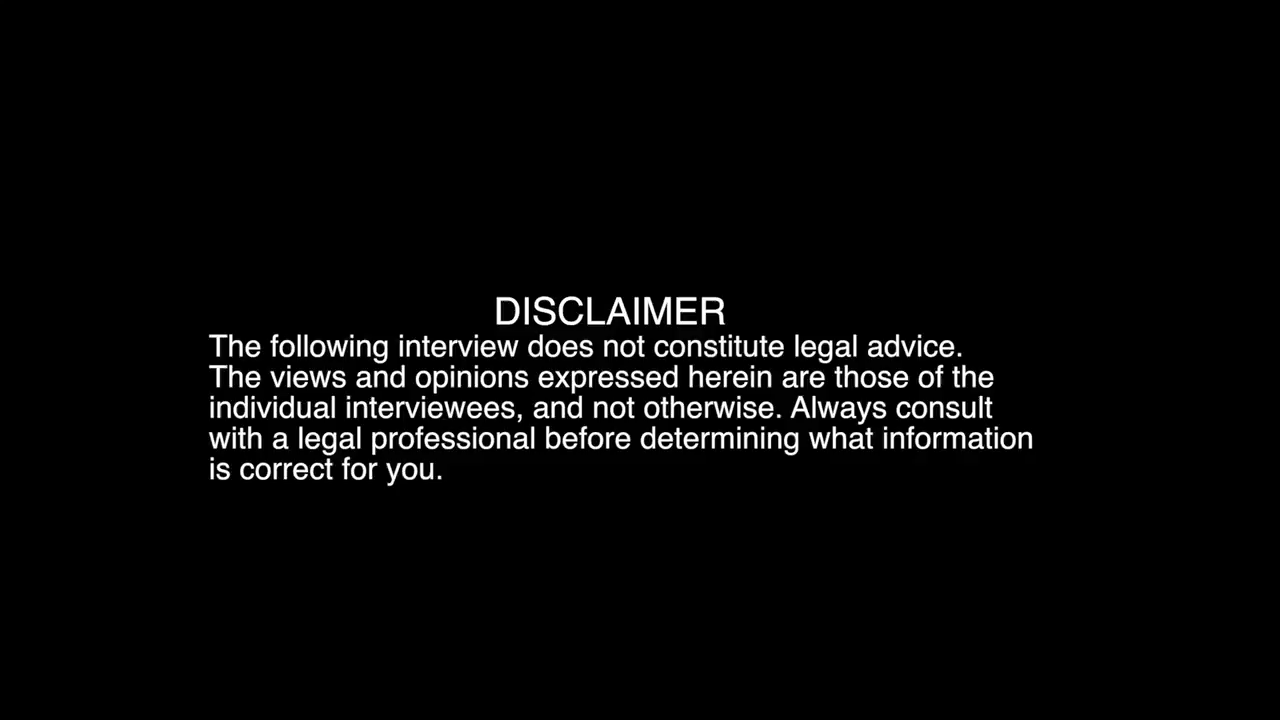 DISCLAIMER
The following interview does not constitute legal advice.
The views and opinions expressed herein are those of the
individual interviewees, and not otherwise. Always consult
with a legal professional before determining what information
is correct for you.